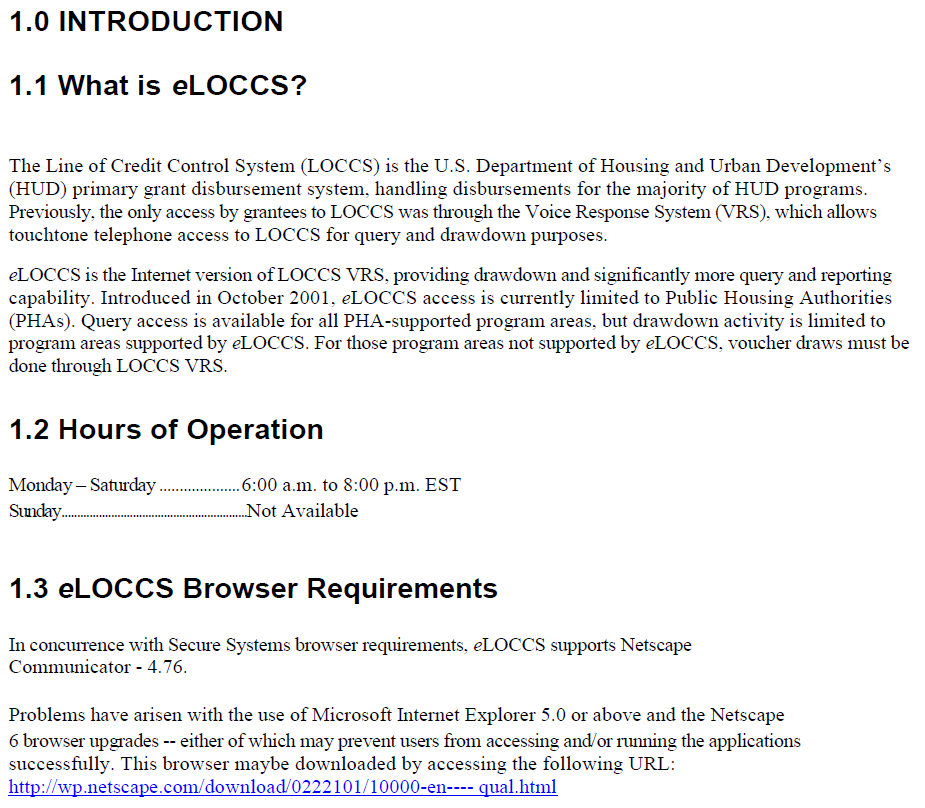 1.0 INTRODUCTION
1.1 What is eLOCCS?
The Line of Credit Control System (LOCCS) is the U.S. Department of Housing and Urban Development’s
(HUD) primary grant disbursement system, handling disbursements for the majority of HUD programs.
Previously, the only access by grantees to LOCCS was through the Voice Response System (VRS), which allows
touchtone telephone access to LOCCS for query and drawdown purposes.
eLOCCS is the Internet version of LOCCS VRS, providing drawdown and significantly more query and reporting
capability. Introduced in October 2001, eLOCCS access is currently limited to Public Housing Authorities
(PHAs). Query access is available for all PHA-supported program areas, but drawdown activity is limited to
program areas supported by eLOCCS. For those program areas not supported by eLOCCS, voucher draws must be
done through LOCCS VRS.
1.2 Hours of Operation
Monday – Saturday ....................6:00 a.m. to 8:00 p.m. EST
Sunday............................................................Not Available
1.3 eLOCCS Browser Requirements
In concurrence with Secure Systems browser requirements, eLOCCS supports Netscape
Communicator - 4.76.
Problems have arisen with the use of Microsoft Internet Explorer 5.0 or above and the Netscape
6 browser upgrades -- either of which may prevent users from accessing and/or running the applications
successfully. This browser maybe downloaded by accessing the following URL:
http://wp.netscape.com/download/0222101/10000-en---- qual.html